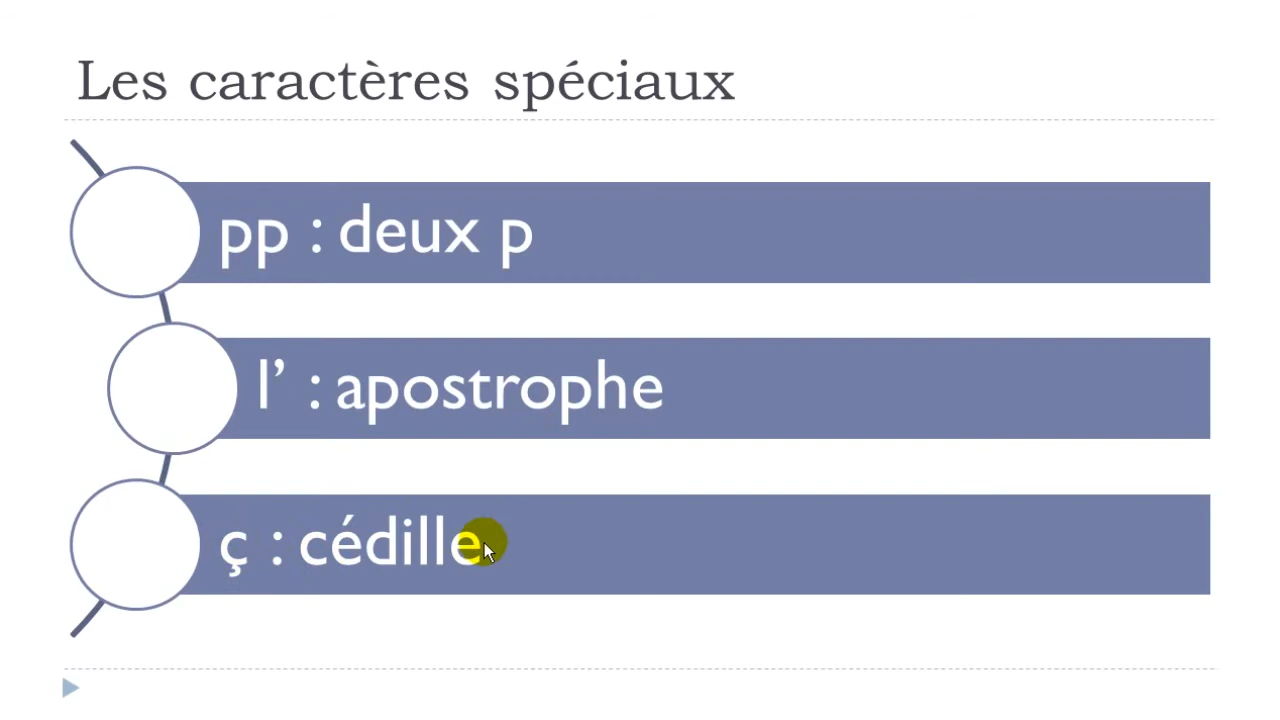 Les caractères spéciaux
pp : deux p
l’ : apostrophe
ç : cédille